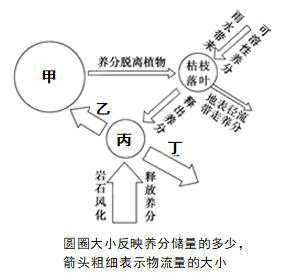 雨水带来
可溶性养分
甲
养分脱离植物
枯枝
落叶
乙
释出养分
地表径流
带走养分
丙
丁
岩石风化
释放养分
圆圈大小反映养分储量的多少，
箭头粗细表示物流量的大小